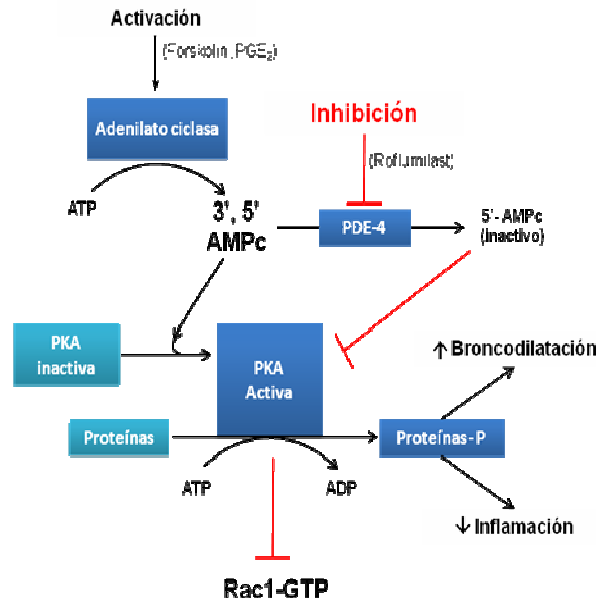 Activación
(Forskolin, PGE₂)
Adenilato ciclasa
Inhibición
(Roflumilast)
ATP
3', 5'
AMPc
PDE-4
5'- AMPc
(Inactivo)
PKA
inactiva
PKA
Activa
↑ Broncodilatación
Proteínas
Proteínas-P
ATP
ADP
↓ Inflamación
Rac1-GTP